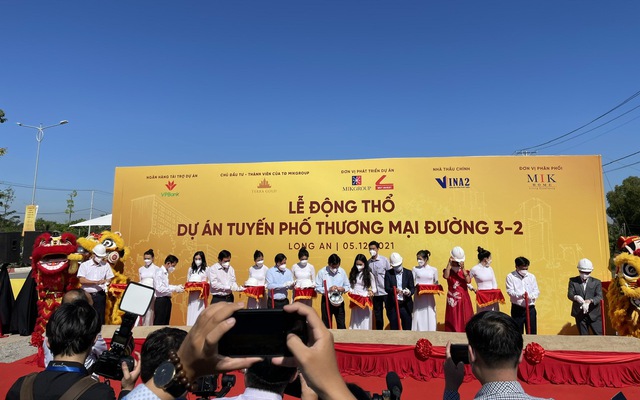 NGÂN HÀNG TÀI TRỢ DỰ ÁN
VPBank
CHỦ ĐẦU TƯ - THÀNH VIÊN CỦA TĐ MIKGROUP
ĐƠN VỊ PHÁT TRIỂN DỰ ÁN
MIKGROUP
NHÀ THẦU CHÍNH
VINA2
ĐƠN VỊ PHÂN PHỐI
MIK
HOME
LỄ ĐỘNG THỔ
DỰ ÁN TUYẾN PHỐ THƯƠNG MẠI ĐƯỜNG 3-2
LONG AN | 05.12.2021